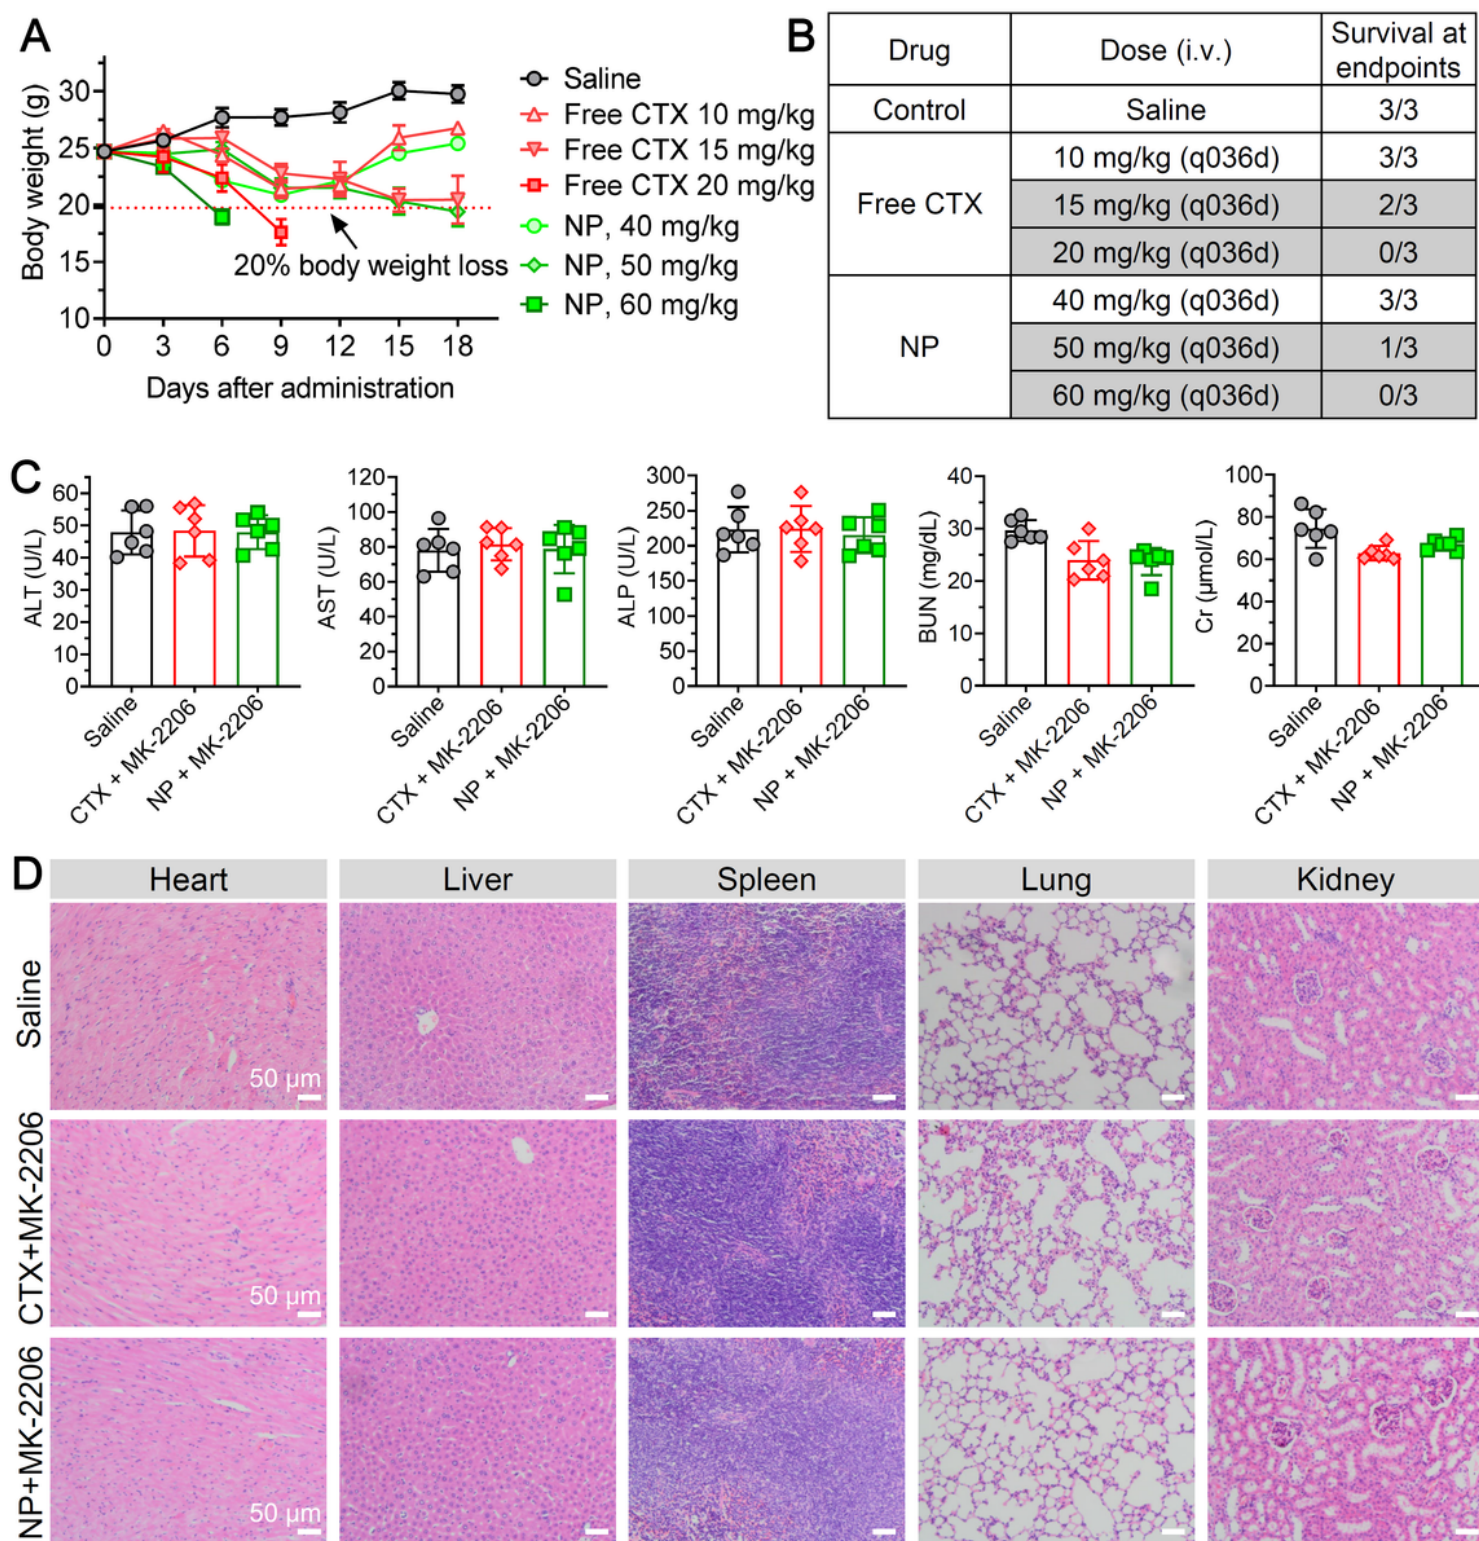 A
Body weight (g)
30
25
20
15
10
0 3 6 9 12 15 18
Days after administration
20% body weight loss
Saline
Free CTX 10 mg/kg
Free CTX 15 mg/kg
Free CTX 20 mg/kg
NP, 40 mg/kg
NP, 50 mg/kg
NP, 60 mg/kg
B
Drug Dose (i.v.) Survival at
endpoints
Control Saline 3/3
Free CTX
10 mg/kg (q036d) 3/3
15 mg/kg (q036d) 2/3
20 mg/kg (q036d) 0/3
NP
40 mg/kg (q036d) 3/3
50 mg/kg (q036d) 1/3
60 mg/kg (q036d) 0/3
C
ALT (U/L)
60
50
40
30
20
10
0
Saline
CTX + MK-2206
NP + MK-2206
AST (U/L)
120
100
80
60
40
20
0
Saline
CTX + MK-2206
NP + MK-2206
ALP (U/L)
300
250
200
150
100
50
0
Saline
CTX + MK-2206
NP + MK-2206
BUN (mg/dL)
40
30
20
10
0
Saline
CTX + MK-2206
NP + MK-2206
Cr (μmol/L)
100
80
60
40
20
0
Saline
CTX + MK-2206
NP + MK-2206
D
Heart Liver Spleen Lung Kidney
Saline
50 μm
CTX+MK-2206
50 μm
NP+MK-2206
50 μm